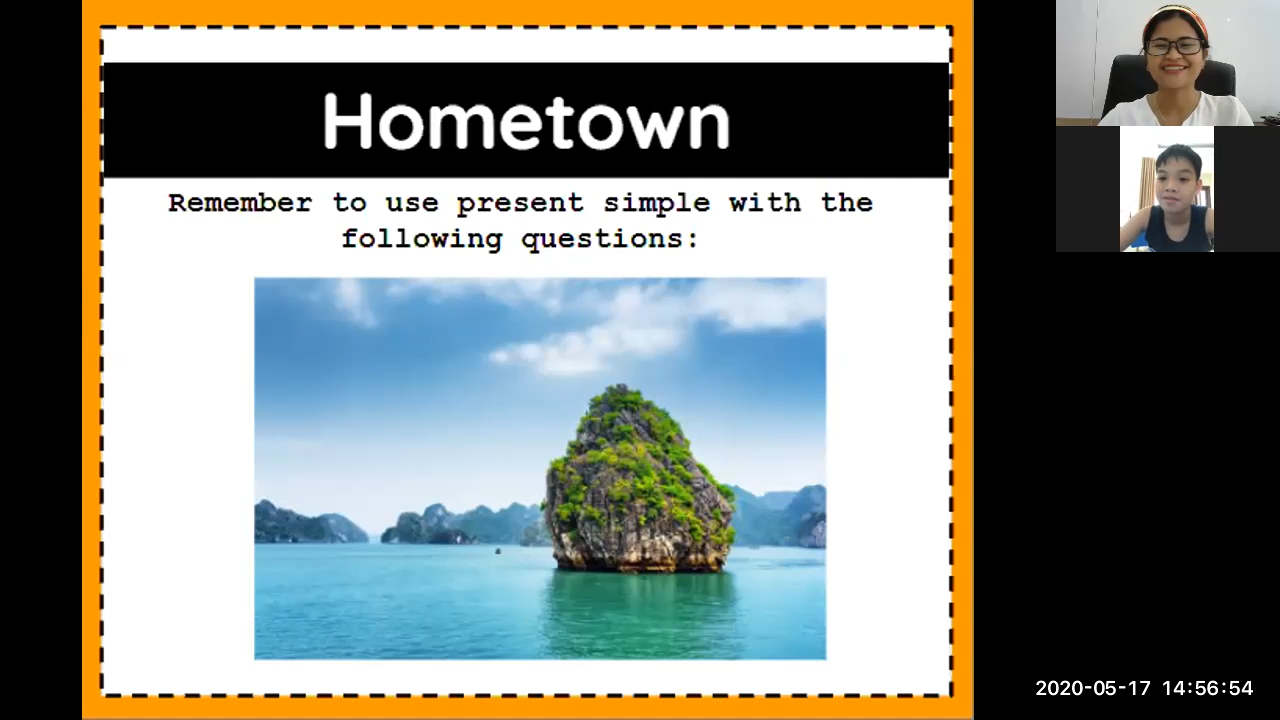 Hometown
Remember to use present simple with the
following questions:
2020-05-17 14:56:54